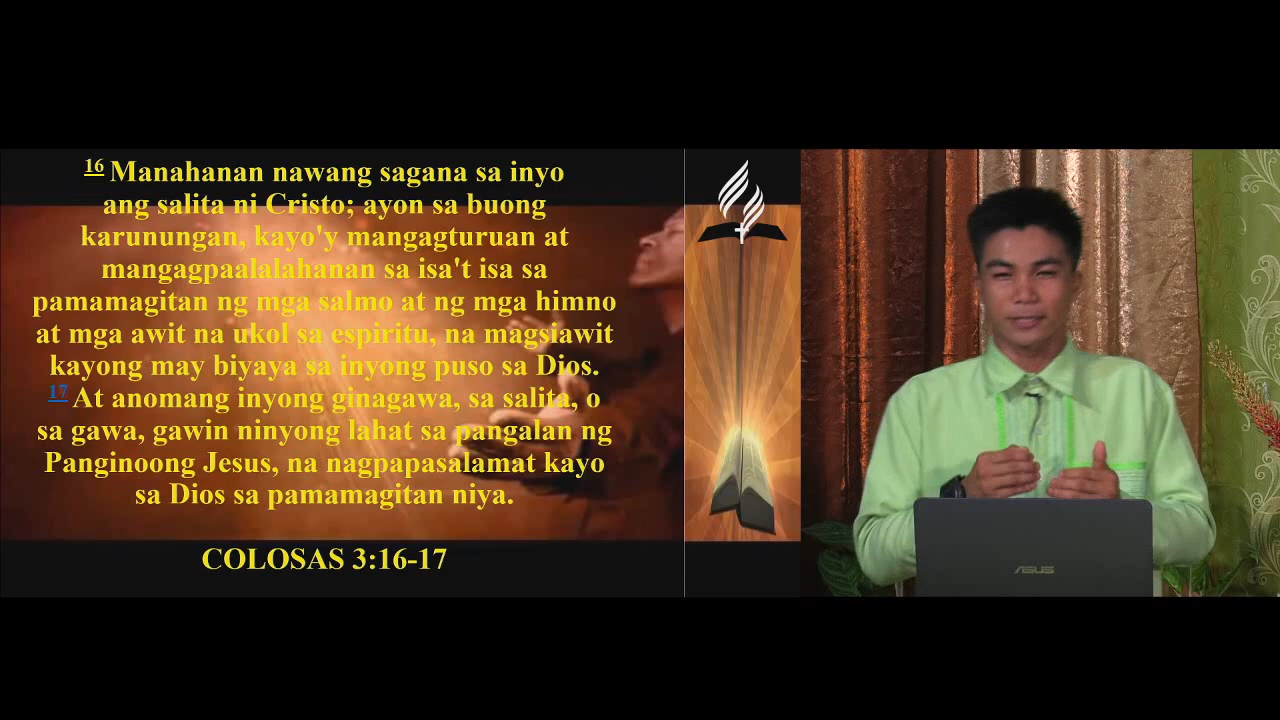 16 Manahanan nawang sagana sa inyo
ang salita ni Cristo; ayon sa buong
karunungan, kayo'y mangagturuan at
mangagpaalalahanan sa isa't isa sa
pamamagitan ng mga salmo at ng mga himno
at mga awit na ukol sa espiritu, na magsiawit
kayong may biyaya sa inyong puso sa Dios.
17 At anomang inyong ginagawa, sa salita, o
sa gawa, gawin ninyong lahat sa pangalan ng
Panginoong Jesus, na nagpapasalamat kayo
sa Dios sa pamamagitan niya.
COLOSAS 3:16-17
ASUS